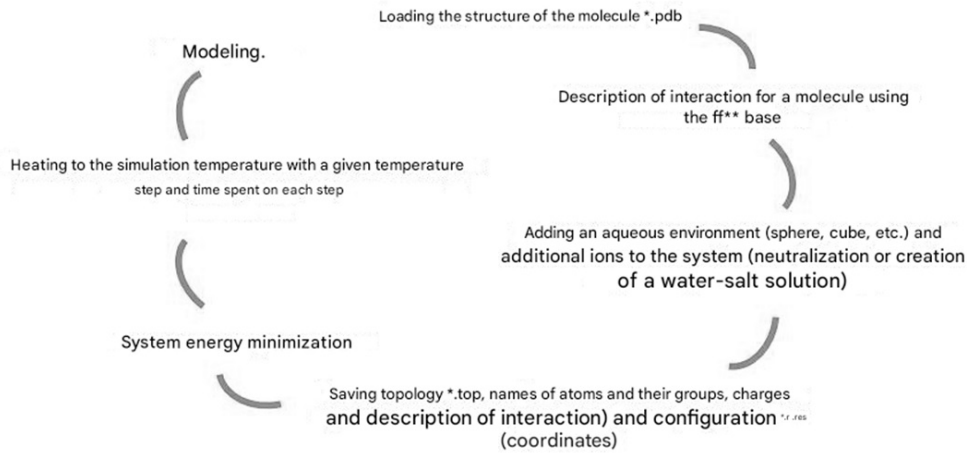 Loading the structure of the molecule *.pdb
Description of interaction for a molecule using
the ff** base
Adding an aqueous environment (sphere, cube, etc.) and
additional ions to the system (neutralization or creation
of a water-salt solution)
Saving topology *.top, names of atoms and their groups, charges
and description of interaction) and configuration
(coordinates)
System energy minimization
Heating to the simulation temperature with a given temperature
step and time spent on each step
Modeling.